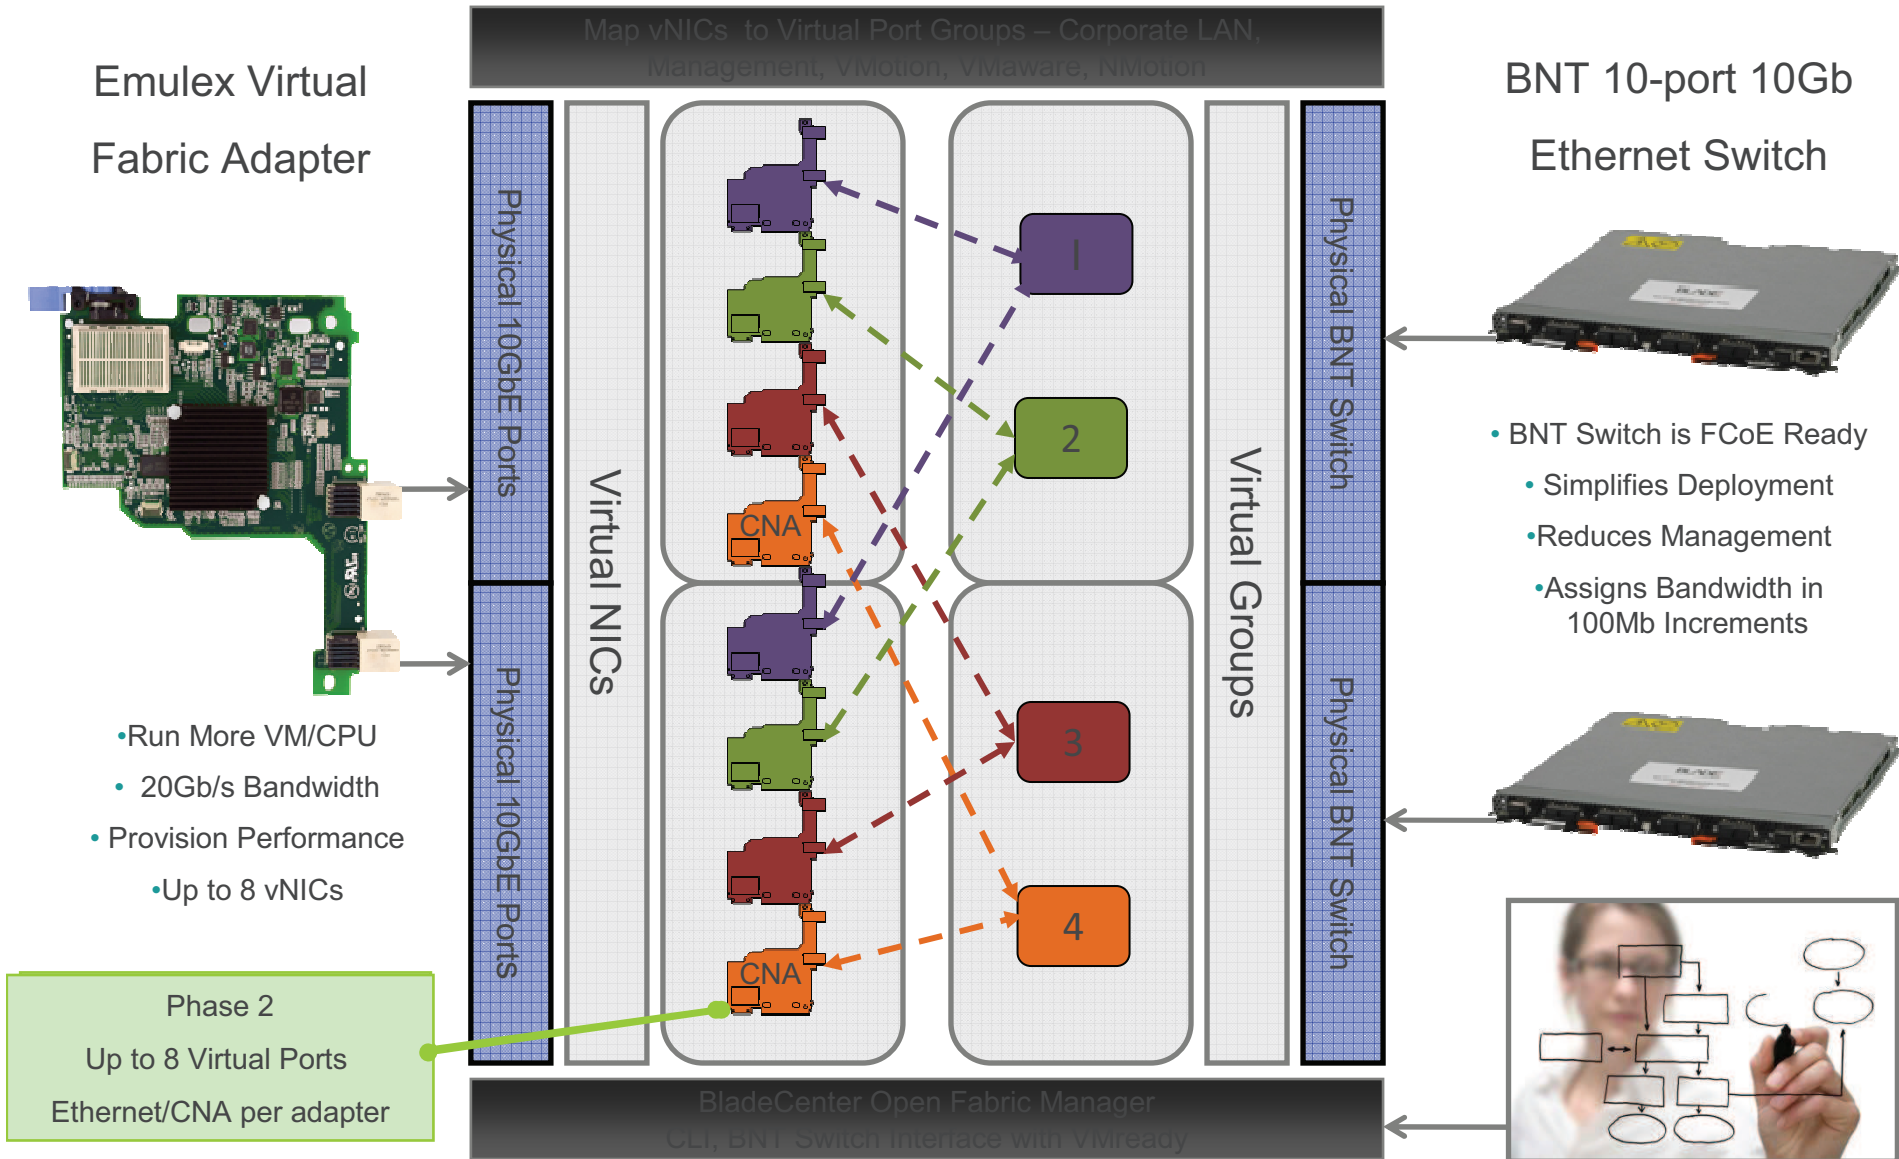 Map vNICs to Virtual Port Groups – Corporate LAN,
Management, VMotion, VMaware, NMotion
Emulex Virtual
Fabric Adapter
BNT 10-port 10Gb
Ethernet Switch
Physical 10GbE Ports
Physical 10GbE Ports
Virtual NICs
CNA
CNA
1
2
3
4
Virtual Groups
Physical BNT Switch
Physical BNT Switch
BLADE
BLADE
•Run More VM/CPU
• 20Gb/s Bandwidth
• Provision Performance
•Up to 8 vNICs
• BNT Switch is FCoE Ready
• Simplifies Deployment
•Reduces Management
•Assigns Bandwidth in
100Mb Increments
Phase 2
Up to 8 Virtual Ports
Ethernet/CNA per adapter
BladeCenter Open Fabric Manager
CLI, BNT Switch Interface with VMready